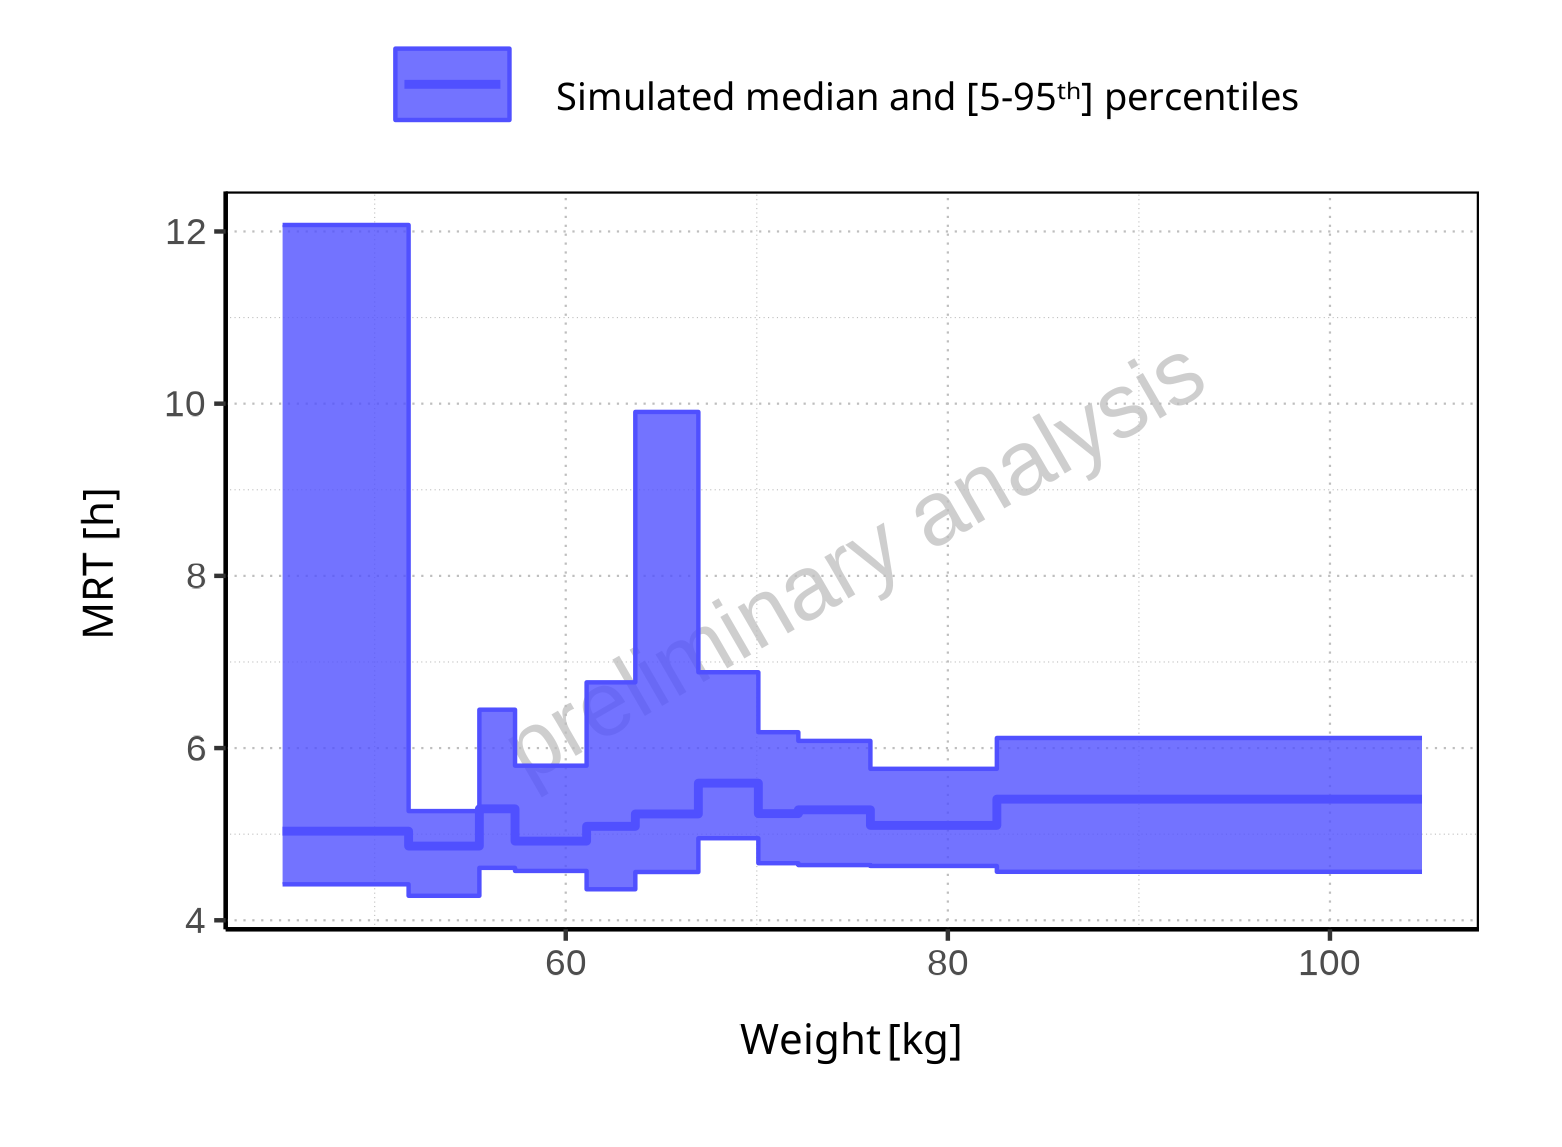 Simulated median and [5-95th] percentiles
12
10
8
6
4
MRT [h]
preliminary analysis
60 80 100
Weight [kg]